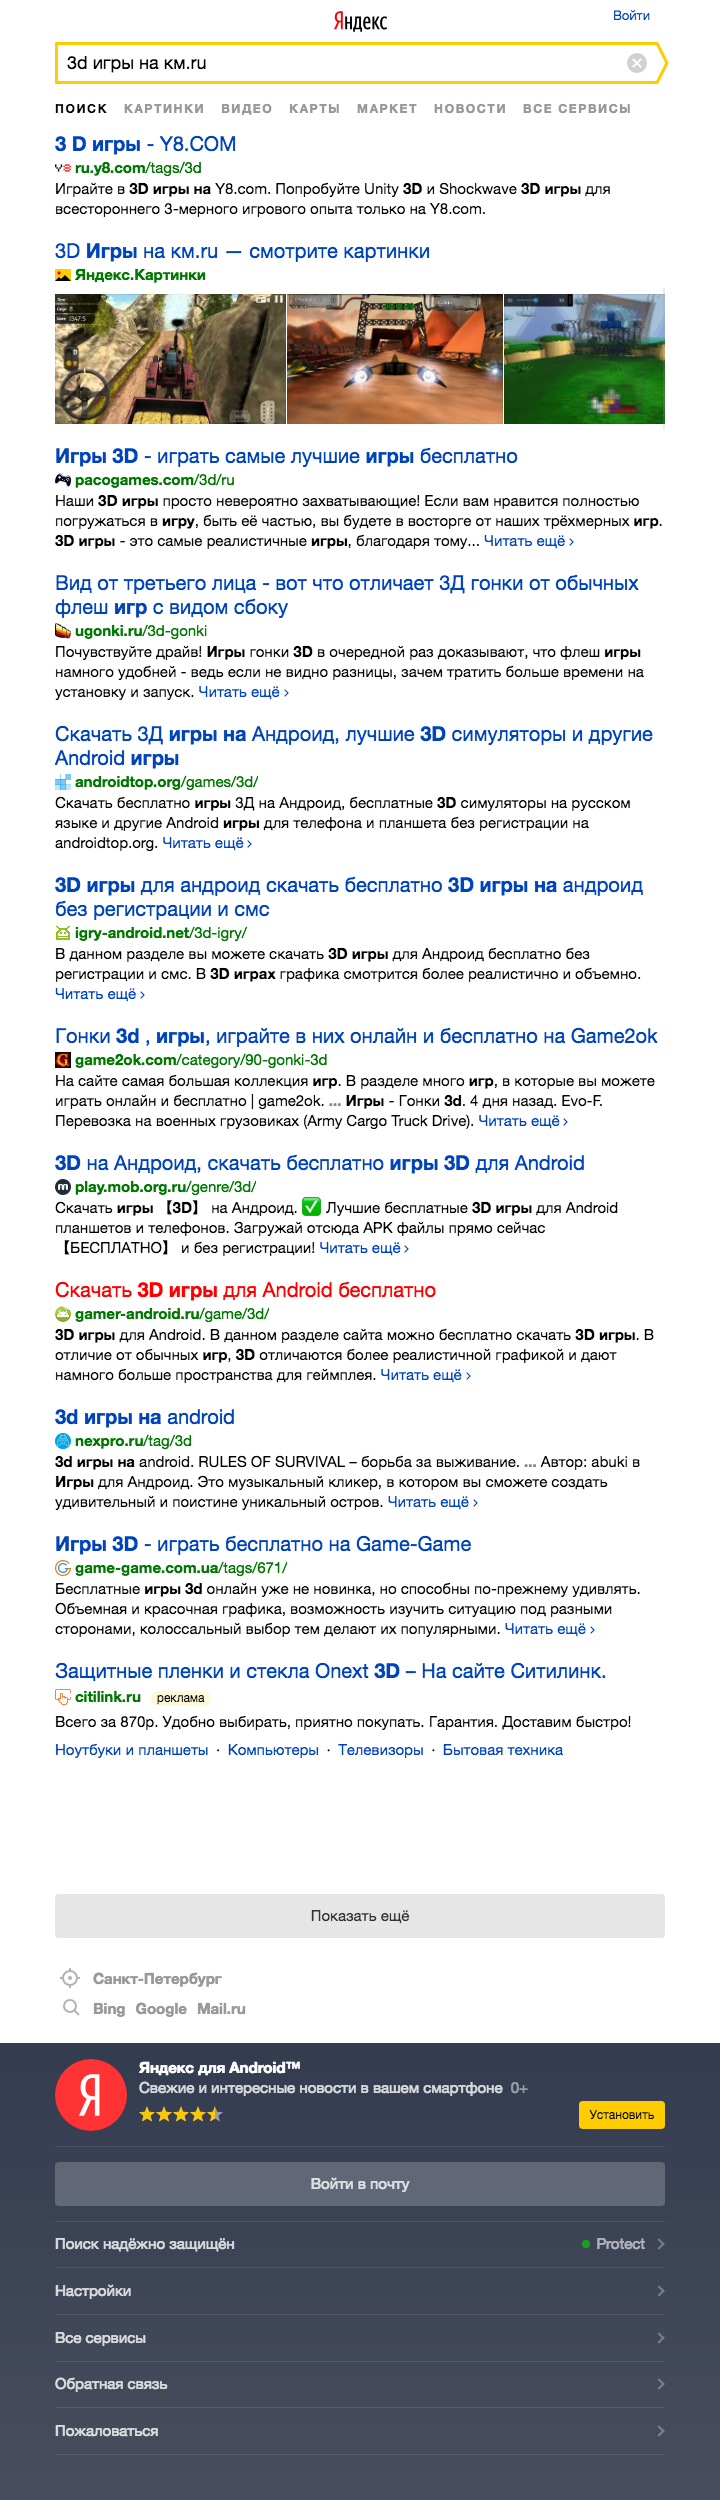 Яндекс
Войти
3d игры на км.ru
ПОИСК КАРТИНКИ ВИДЕО КАРТЫ МАРКЕТ НОВОСТИ ВСЕ СЕРВИСЫ
3 D игры - Y8.COM
ru.y8.com/tags/3d
Играйте в 3D игры на Y8.com. Попробуйте Unity 3D и Shockwave 3D игры для
всестороннего 3-мерного игрового опыта только на Y8.com.
3D Игры на км.ru — смотрите картинки
Яндекс.Картинки
Игры 3D - играть самые лучшие игры бесплатно
pacogames.com/3d/ru
Наши 3D игры просто невероятно захватывающие! Если вам нравится полностью
погружаться в игру, быть её частью, вы будете в восторге от наших трёхмерных игр.
3D игры - это самые реалистичные игры, благодаря тому... Читать ещё ›
Вид от третьего лица - вот что отличает 3Д гонки от обычных
флеш игр с видом сбоку
ugonki.ru/3d-gonki
Почувствуйте драйв! Игры гонки 3D в очередной раз доказывают, что флеш игры
намного удобней - ведь если не видно разницы, зачем тратить больше времени на
установку и запуск. Читать ещё ›
Скачать 3Д игры на Андроид, лучшие 3D симуляторы и другие
Android игры
androidtop.org/games/3d/
Скачать бесплатно игры 3Д на Андроид, бесплатные 3D симуляторы на русском
языке и другие Android игры для телефона и планшета без регистрации на
androidtop.org. Читать ещё ›
3D игры для андроид скачать бесплатно 3D игры на андроид
без регистрации и смс
igry-android.net/3d-igry/
В данном разделе вы можете скачать 3D игры для Андроид бесплатно без
регистрации и смс. В 3D играх графика смотрится более реалистично и объемно.
Читать ещё ›
Гонки 3d , игры, играйте в них онлайн и бесплатно на Game2ok
game2ok.com/category/90-gonki-3d
На сайте самая большая коллекция игр. В разделе много игр, в которые вы можете
играть онлайн и бесплатно | game2ok. ... Игры - Гонки 3d. 4 дня назад. Evo-F.
Перевозка на военных грузовиках (Army Cargo Truck Drive). Читать ещё ›
3D на Андроид, скачать бесплатно игры 3D для Android
play.mob.org.ru/genre/3d/
Скачать игры 【3D】 на Андроид. ✅ Лучшие бесплатные 3D игры для Android
планшетов и телефонов. Загружай отсюда APK файлы прямо сейчас
【БЕСПЛАТНО】 и без регистрации! Читать ещё ›
Скачать 3D игры для Android бесплатно
gamer-android.ru/game/3d/
3D игры для Android. В данном разделе сайта можно бесплатно скачать 3D игры. В
отличие от обычных игр, 3D отличаются более реалистичной графикой и дают
намного больше пространства для геймплея. Читать ещё ›
3d игры на android
nexpro.ru/tag/3d
3d игры на android. RULES OF SURVIVAL – борьба за выживание. ... Автор: abuki в
Игры для Андроид. Это музыкальный кликер, в котором вы сможете создать
удивительный и поистине уникальный остров. Читать ещё ›
Игры 3D - играть бесплатно на Game-Game
game-game.com.ua/tags/671/
Бесплатные игры 3d онлайн уже не новинка, но способны по-прежнему удивлять.
Объемная и красочная графика, возможность изучить ситуацию под разными
сторонами, колоссальный выбор тем делают их популярными. Читать ещё ›
Защитные пленки и стекла Onext 3D – На сайте Ситилинк.
citilink.ru реклама
Всего за 870р. Удобно выбирать, приятно покупать. Гарантия. Доставим быстро!
Ноутбуки и планшеты · Компьютеры · Телевизоры · Бытовая техника
Показать ещё
Санкт-Петербург
Bing Google Mail.ru
Я
Яндекс для Android™
Свежие и интересные новости в вашем смартфоне 0+
Установить
Войти в почту
Поиск надёжно защищён
Protect
Настройки
Все сервисы
Обратная связь
Пожаловаться